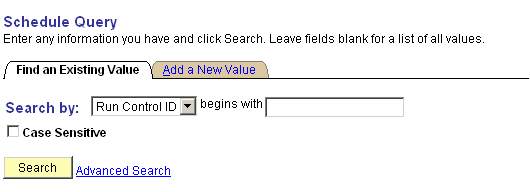 Schedule Query
Enter any information you have and click Search. Leave fields blank for a list of all values.
Find an Existing Value Add a New Value
Search by: Run Control ID begins with
Case Sensitive
Search Advanced Search